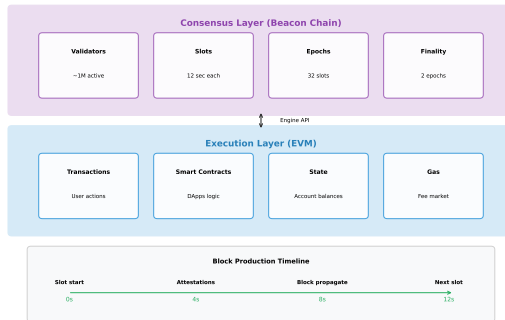 Consensus Layer (Beacon Chain)
Validators
~1M active
Slots
12 sec each
Epochs
32 slots
Finality
2 epochs
Engine API
Execution Layer (EVM)
Transactions
User actions
Smart Contracts
DApps logic
State
Account balances
Gas
Fee market
Block Production Timeline
Slot start
Attestations
Block propagate
Next slot
0s
4s
8s
12s